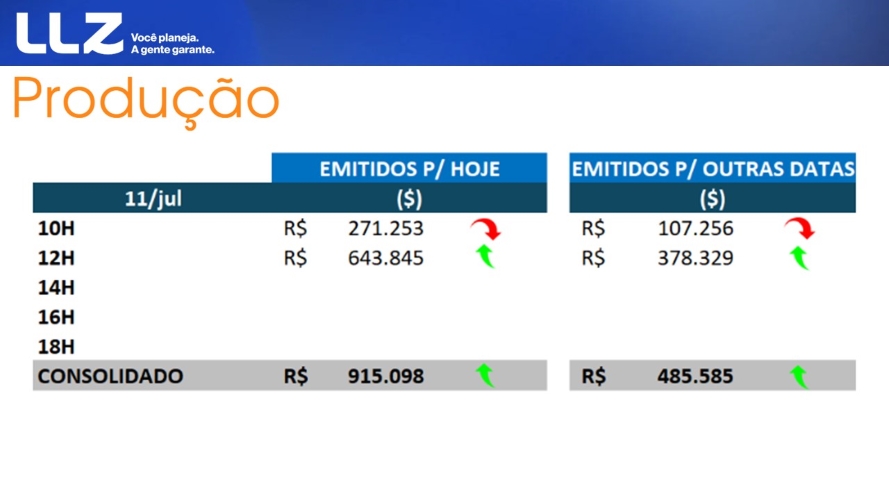 LLZ
Você planeja.
A gente garante.
Produção
EMITIDOS P/ HOJE EMITIDOS P/ OUTRAS DATAS
11/jul ($) ($)
10H R$ 271.253 R$ 107.256
12H R$ 643.845 R$ 378.329
14H
16H
18H
CONSOLIDADO R$ 915.098 R$ 485.585